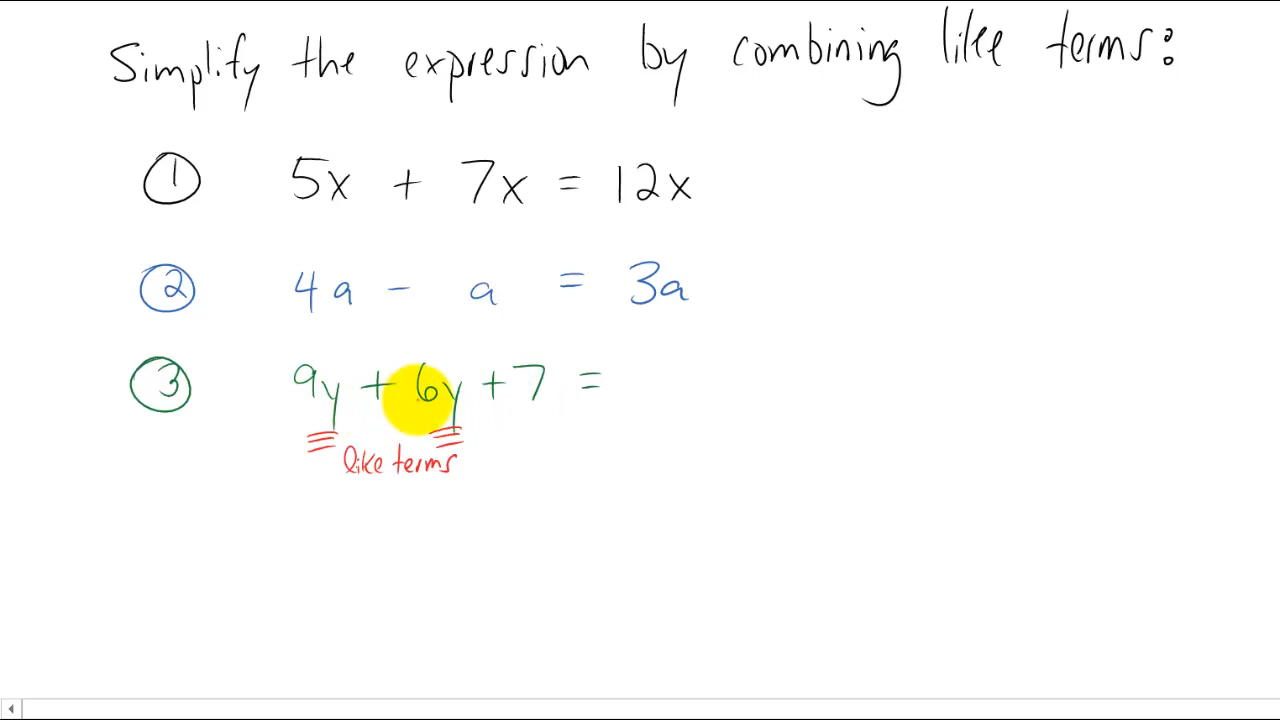 Simplify the expression by combining like terms:
① 5x + 7x = 12x
② 4a - a = 3a
③ 9y + 6y + 7 =
like terms